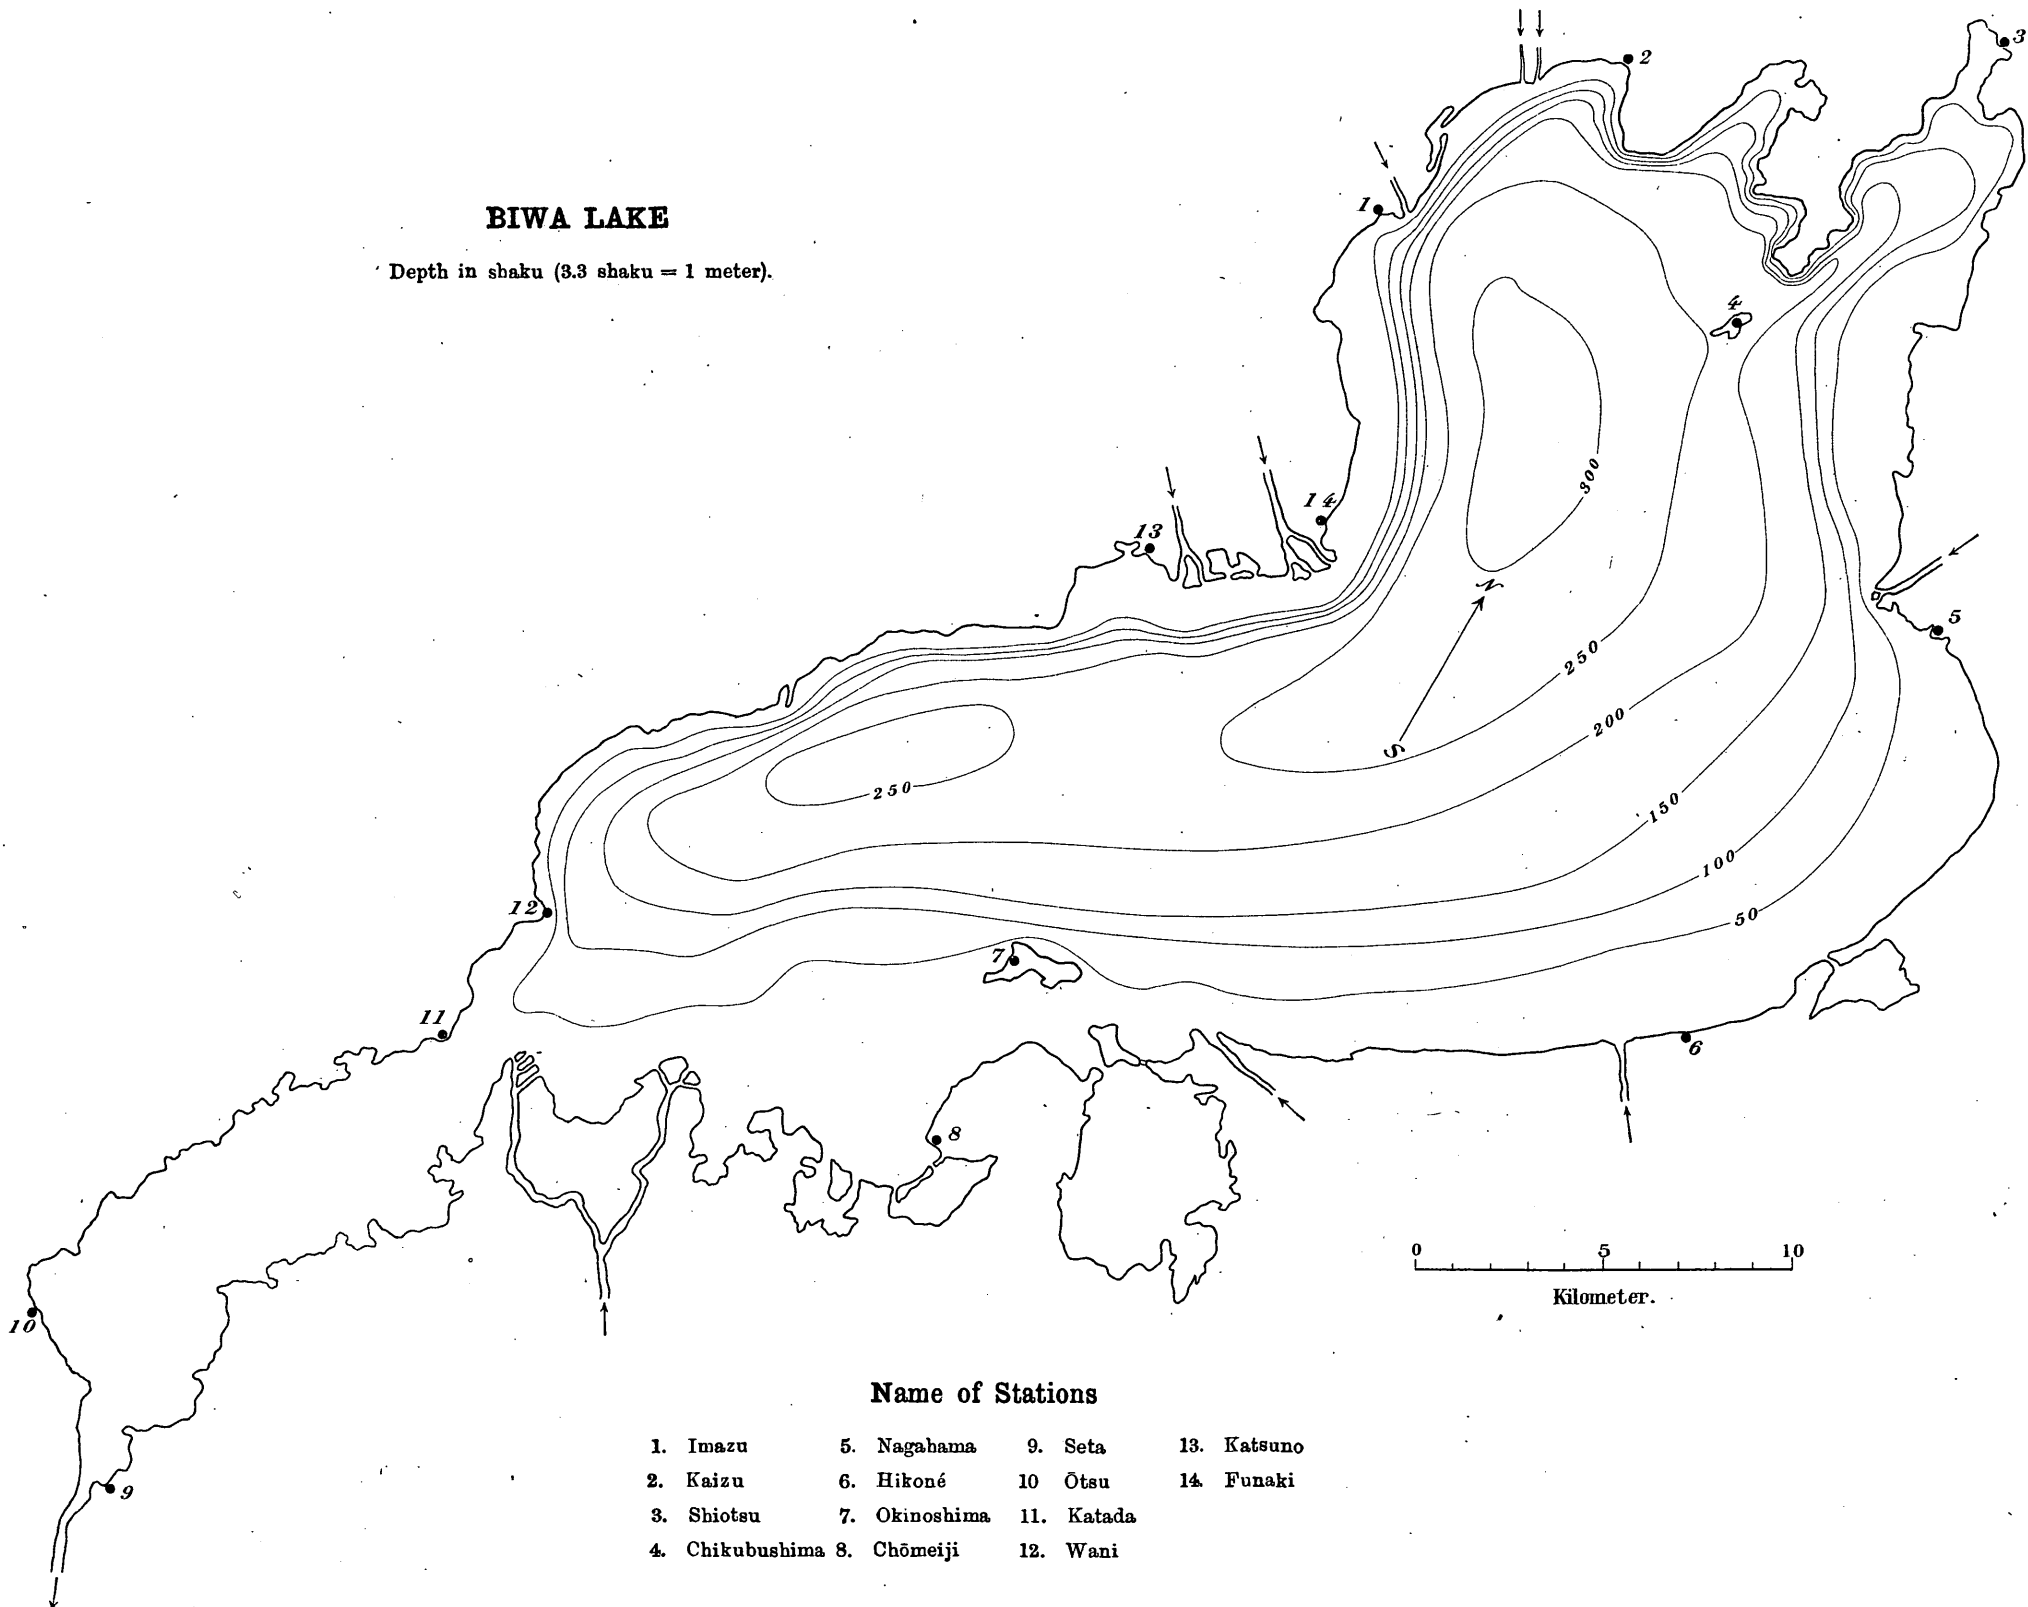 2
3
1
BIWA LAKE
Depth in shaku (3.3 shaku = 1 meter).
4
300
14
13
N
5
250
200
S
250
150
100
12
50
7
11
6
8
0 5 10
Kilometer.
10
Name of Stations
1. Imazu 5. Nagahama 9. Seta 13. Katsuno
2. Kaizu 6. Hikoné 10 Ōtsu 14. Funaki
9
3. Shiotsu 7. Okinoshima 11. Katada
4. Chikubushima 8. Chōmeiji 12. Wani